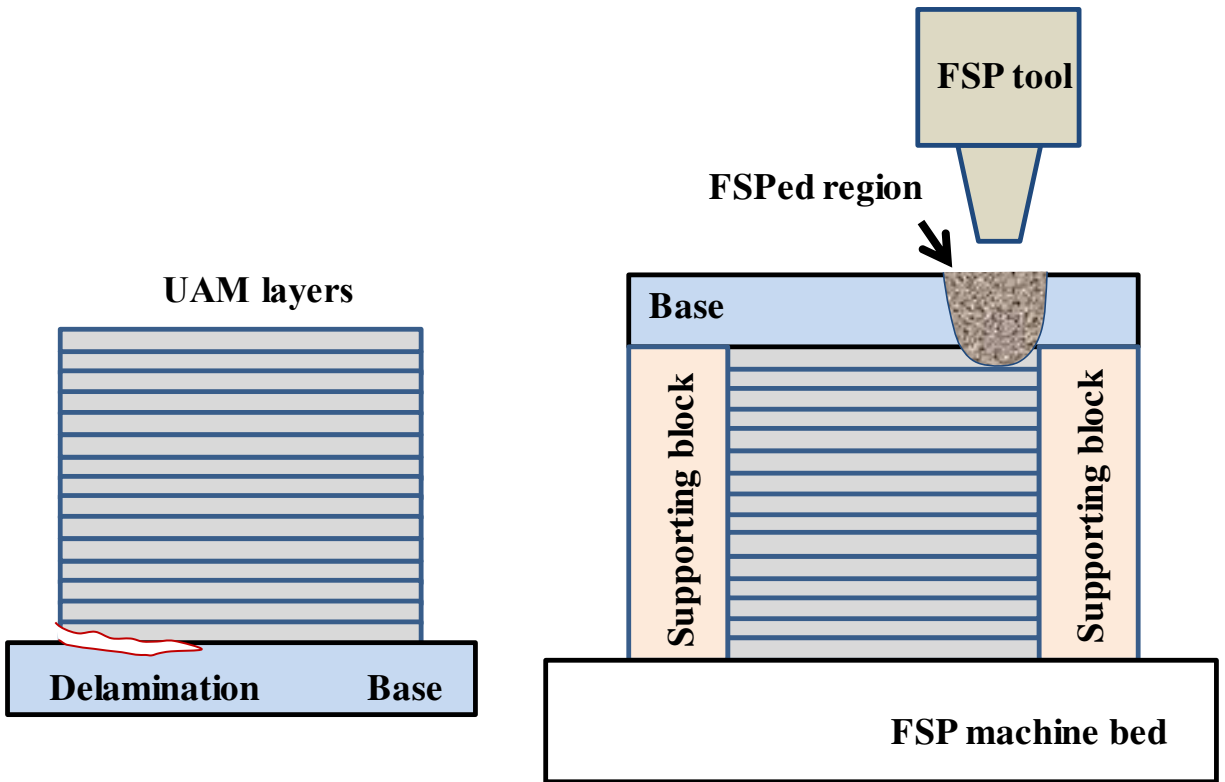 UAM layers
Delamination
Base
FSP tool
FSPed region
Base
Supporting block
Supporting block
FSP machine bed